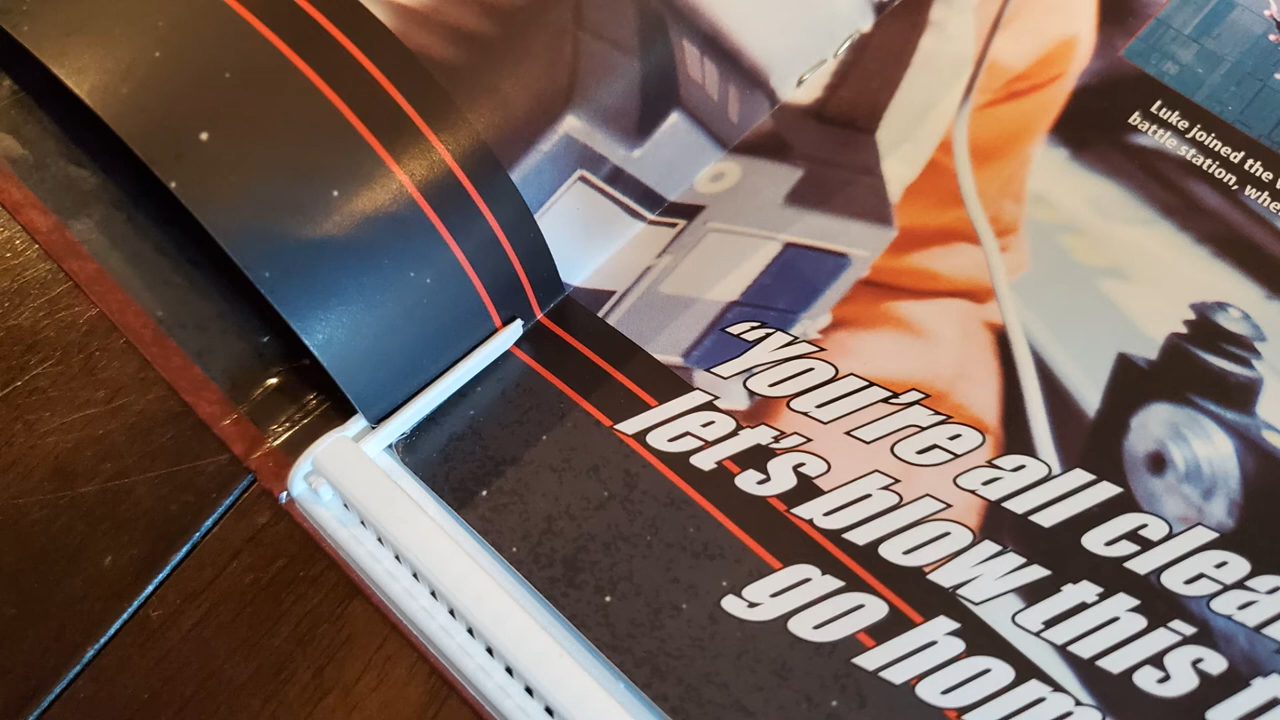 Luke joined the
battle station, whe
“You're all clea
let's blow this t
go hom